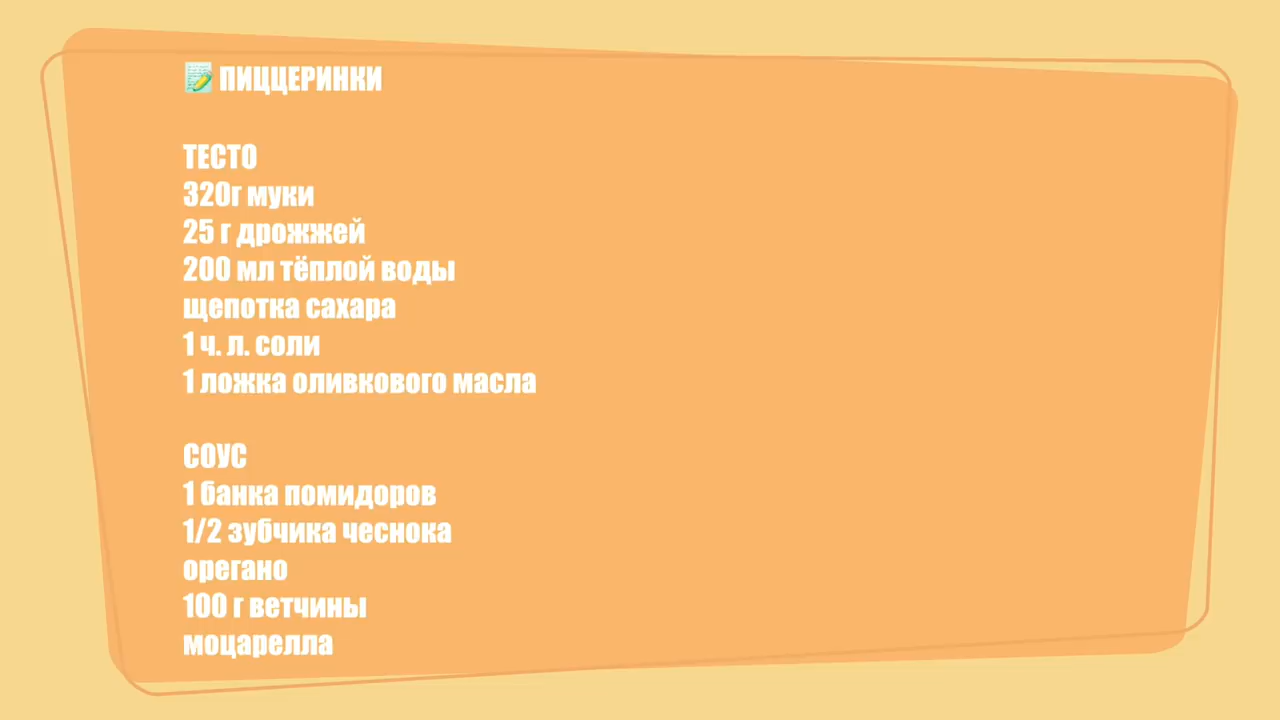 📝 ПИЦЦЕРИНКИ
ТЕСТО
320г муки
25 г дрожжей
200 мл тёплой воды
щепотка сахара
1 ч. л. соли
1 ложка оливкового масла
СОУС
1 банка помидоров
1/2 зубчика чеснока
орегано
100 г ветчины
моцарелла